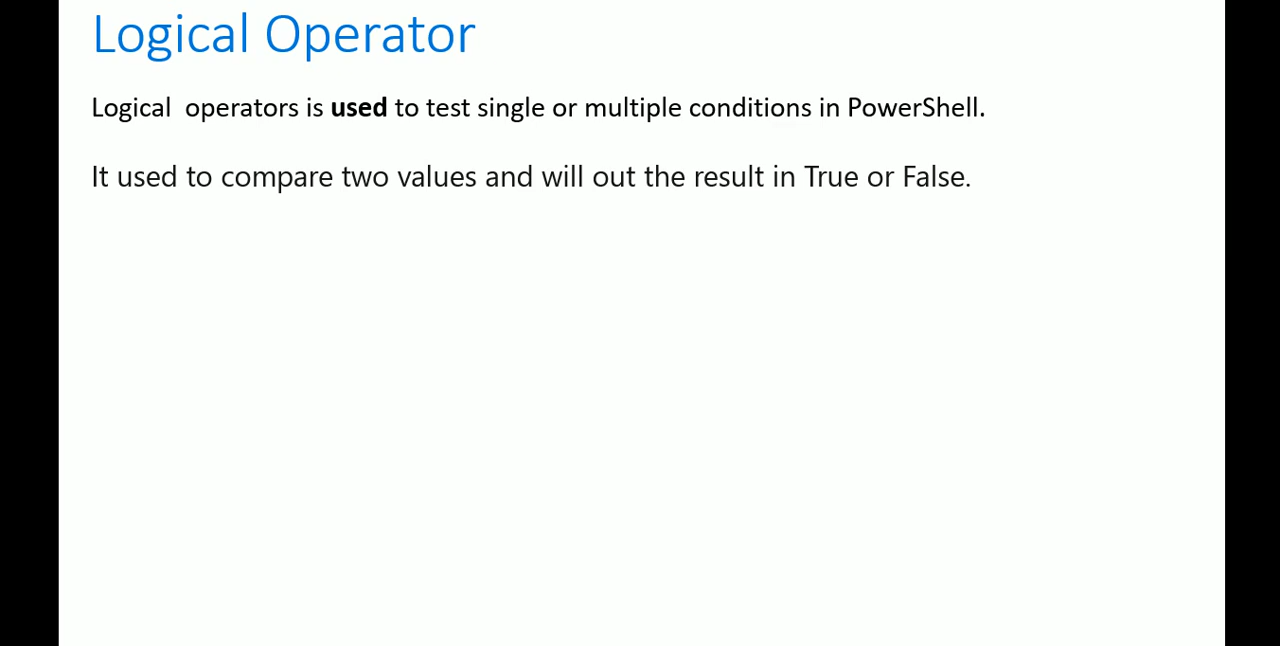 Logical Operator
Logical  operators is used to test single or multiple conditions in PowerShell.
It used to compare two values and will out the result in True or False.